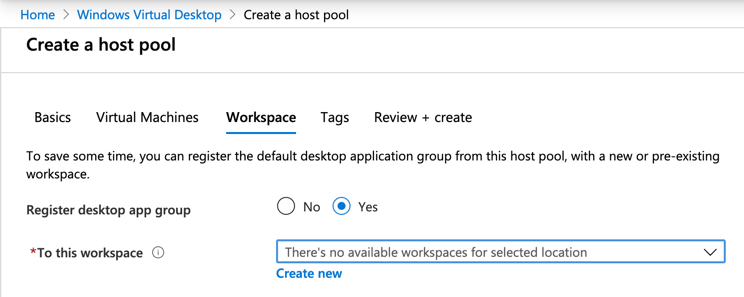 Home > Windows Virtual Desktop > Create a host pool
Create a host pool
Basics Virtual Machines Workspace Tags Review + create
To save some time, you can register the default desktop application group from this host pool, with a new or pre-existing
workspace.
Register desktop app group No Yes
*To this workspace There's no available workspaces for selected location
Create new